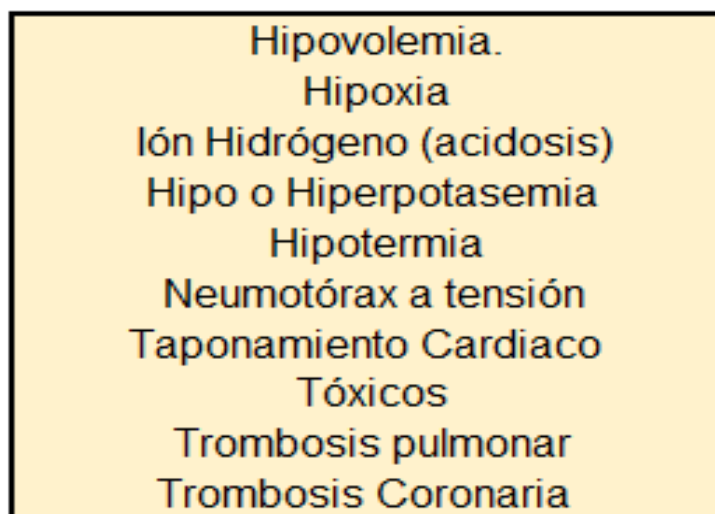 Hipovolemia.
Hipoxia
Ión Hidrógeno (acidosis)
Hipo o Hiperpotasemia
Hipotermia
Neumotórax a tensión
Taponamiento Cardiaco
Tóxicos
Trombosis pulmonar
Trombosis Coronaria